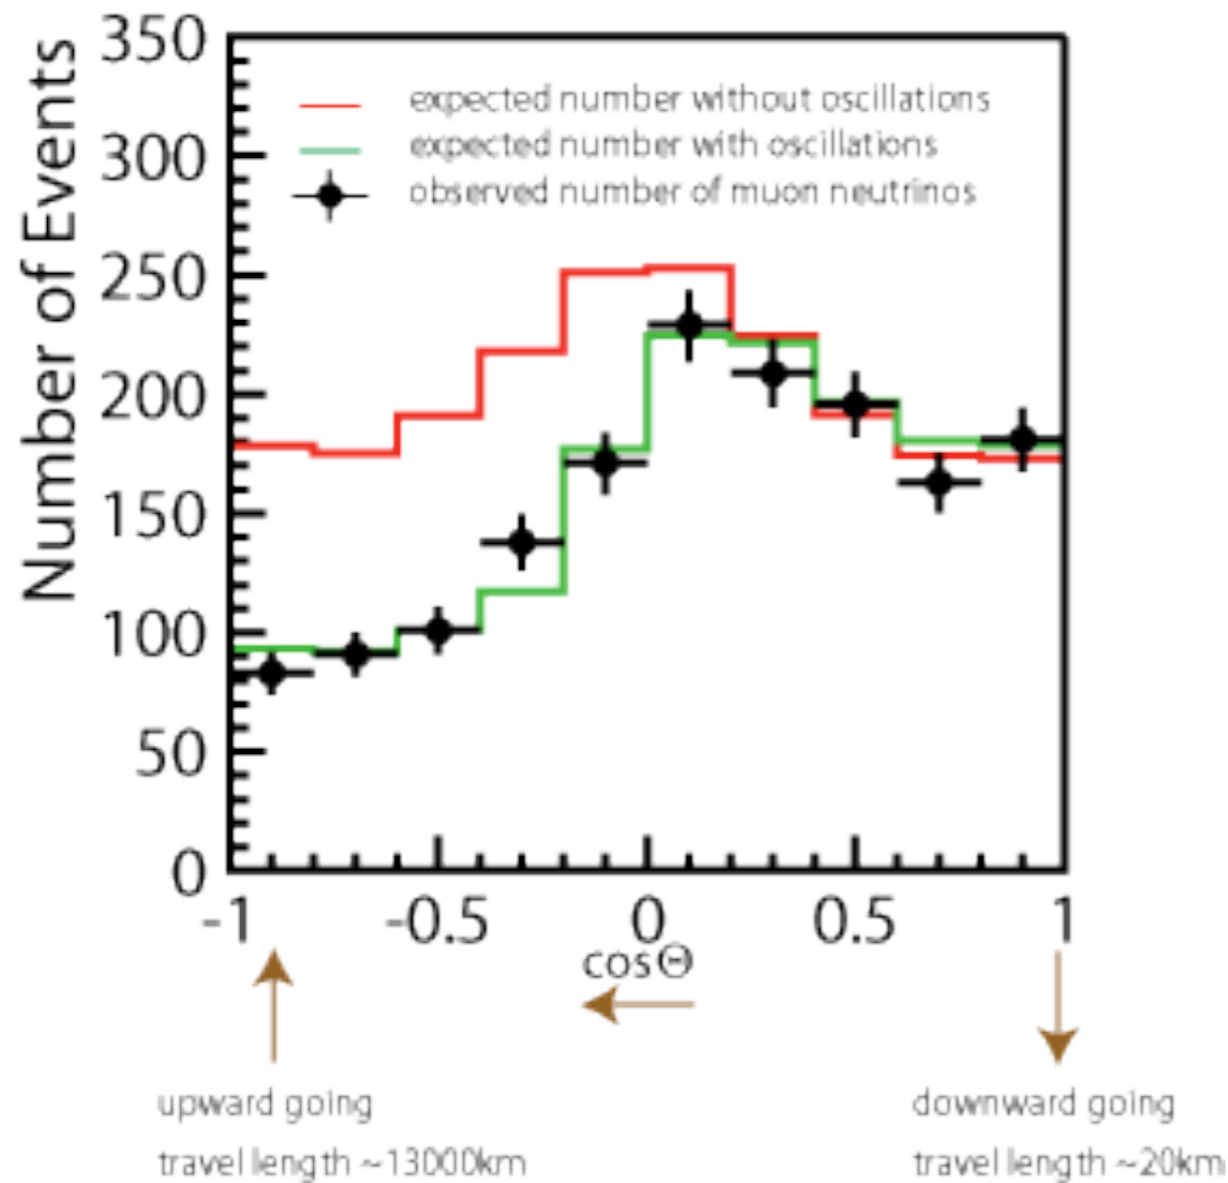 350
300
250
200
150
100
50
0
Number of Events
expected number without oscillations
expected number with oscillations
observed number of muon neutrinos
-1 -0.5 0 0.5 1
cosΘ
upward going
travel length ~13000km
downward going
travel length ~20km